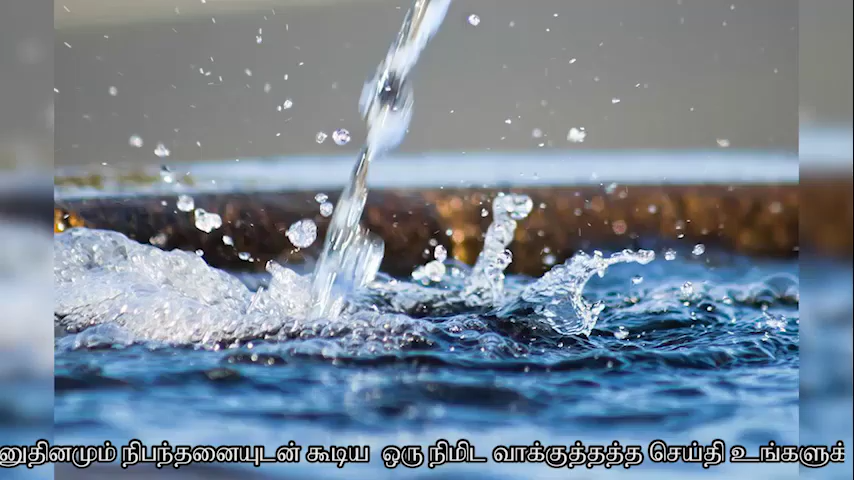 னுதினமும் நிபந்தனையுடன் கூடிய ஒரு நிமிட வாக்குத்தத்த செய்தி உங்களுக்